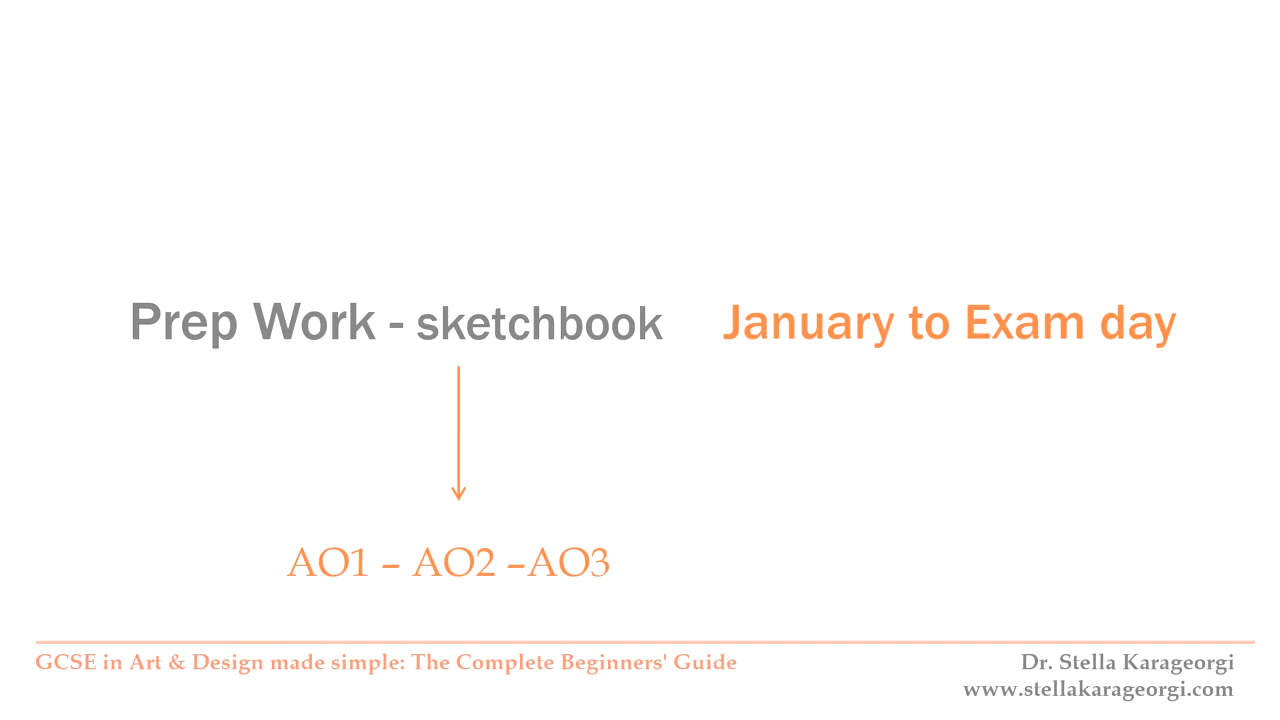 Prep Work - sketchbook January to Exam day
AO1 – AO2 –AO3
GCSE in Art & Design made simple: The Complete Beginners' Guide
Dr. Stella Karageorgi
www.stellakarageorgi.com